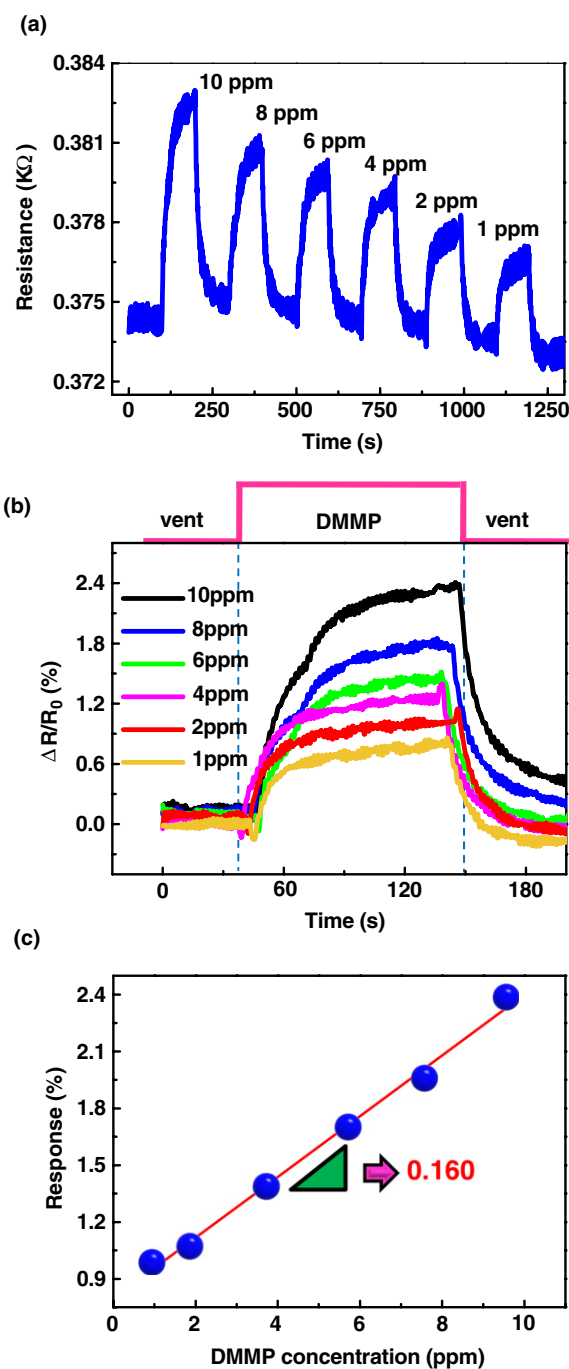 (a)
0.384
0.381
0.378
0.375
0.372
Resistance (KΩ)
10 ppm
8 ppm
6 ppm
4 ppm
2 ppm
1 ppm
0 250 500 750 1000 1250
Time (s)
(b)
vent DMMP vent
2.4
1.8
1.2
0.6
0.0
ΔR/R0 (%)
10ppm
8ppm
6ppm
4ppm
2ppm
1ppm
0 60 120 180
Time (s)
(c)
2.4
2.1
1.8
1.5
1.2
0.9
Response (%)
0.160
0 2 4 6 8 10
DMMP concentration (ppm)